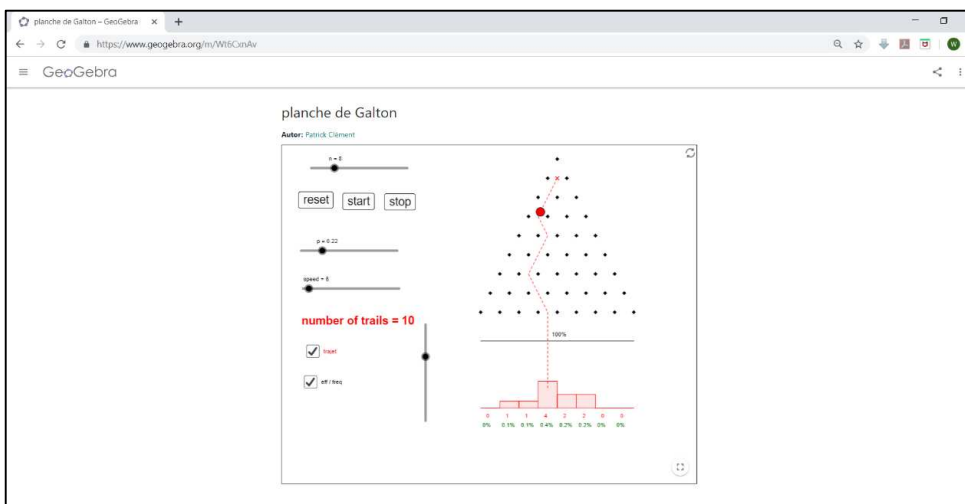 planche de Galton – GeoGebra
https://www.geogebra.org/m/Wt6CxnAv
W
GeoGebra
planche de Galton
Autor: Patrick Clément
n = 8
reset start stop
p = 0.22
speed = 8
number of trails = 10
trajet
eff / freq
100%
0 1 1 4 2 2 0 0
0% 0.1% 0.1% 0.4% 0.2% 0.2% 0% 0%